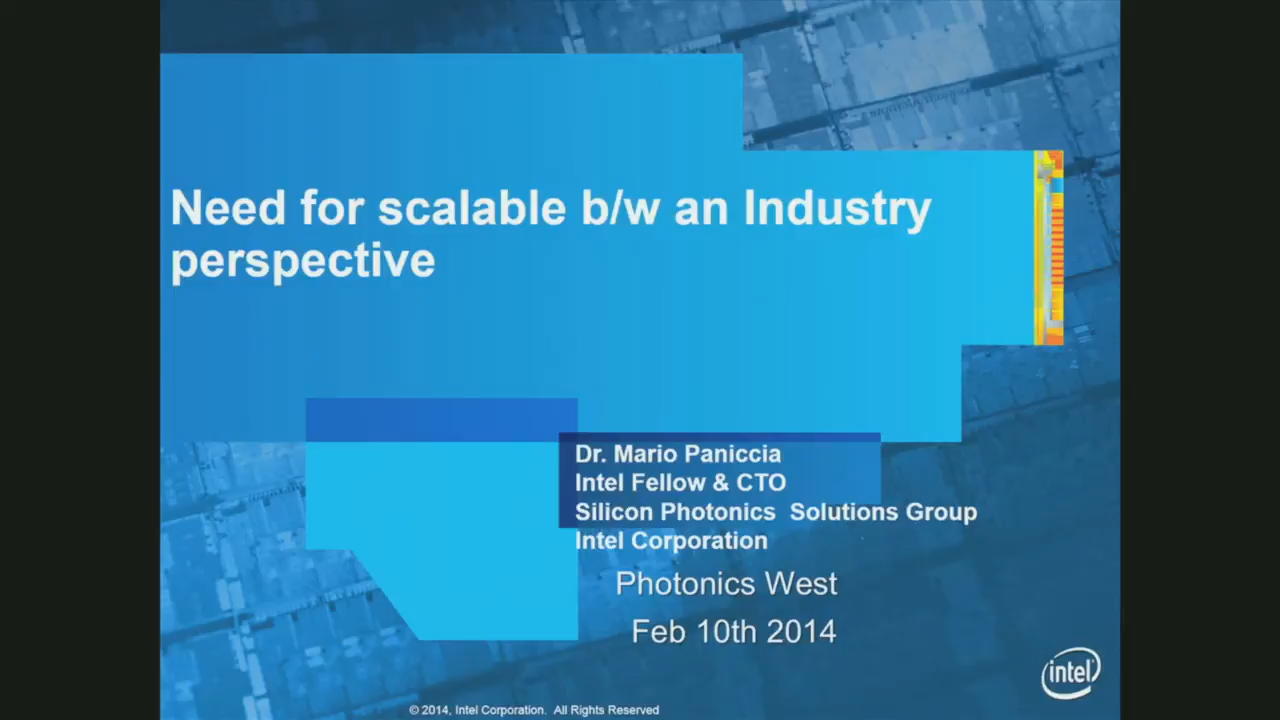 Need for scalable b/w an Industry
perspective
Dr. Mario Paniccia
Intel Fellow & CTO
Silicon Photonics Solutions Group
Intel Corporation
Photonics West
Feb 10th 2014
intel
© 2014, Intel Corporation. All Rights Reserved